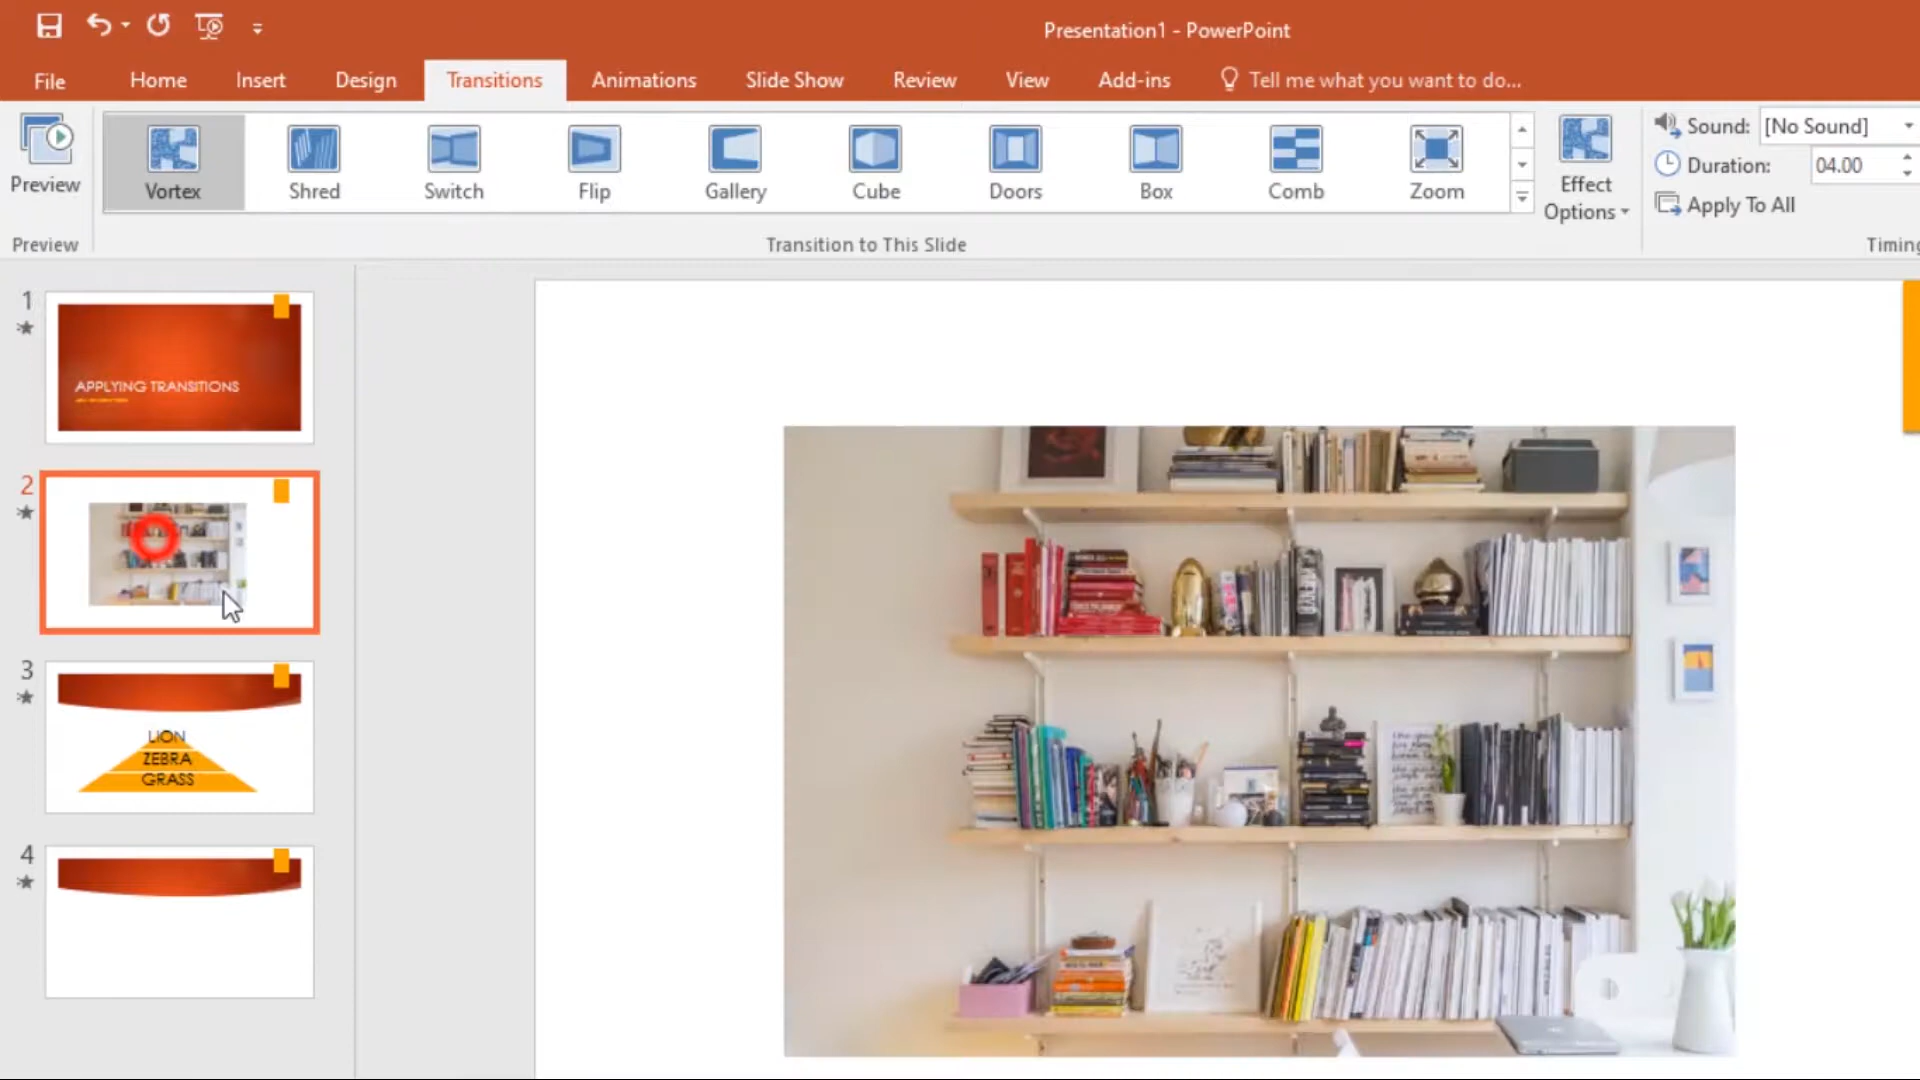 Presentation1 - PowerPoint
File Home Insert Design Transitions Animations Slide Show Review View Add-ins Tell me what you want to do...
Preview
Vortex Shred Switch Flip Gallery Cube Doors Box Comb Zoom
Effect Options
Sound: [No Sound]
Duration: 04.00
Apply To All
Preview Transition to This Slide Timing
1
APPLYING TRANSITIONS
2
3
LION
ZEBRA
GRASS
4